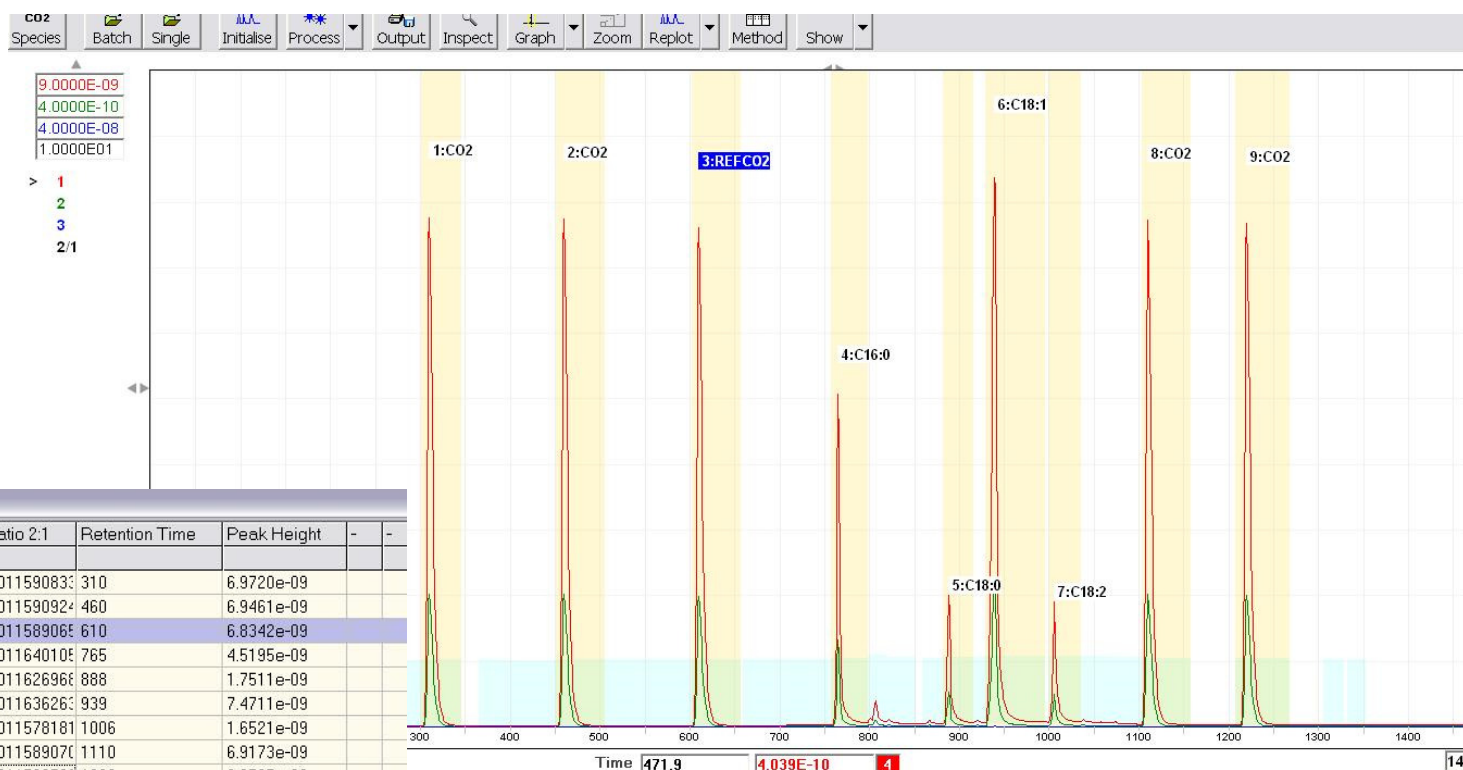 CO2
Species Batch Single Initialise Process Output Inspect Graph Zoom Replot Method Show
9.0000E-09
4.0000E-10
4.0000E-08
1.0000E01
> 1
2
3
2/1
6:C18:1
1:CO2 2:CO2 3:REFCO2 8:CO2 9:CO2
4:C16:0
5:C18:0 7:C18:2
atio 2:1 Retention Time Peak Height - -
310 6.9720e-09
460 6.9461e-09
610 6.8342e-09
765 4.5195e-09
888 1.7511e-09
939 7.4711e-09
1006 1.6521e-09
1110 6.9173e-09
300 400 500 600 700 800 900 1000 1100 1200 1300 1400
Time 471.9 4.039E-10 4 14